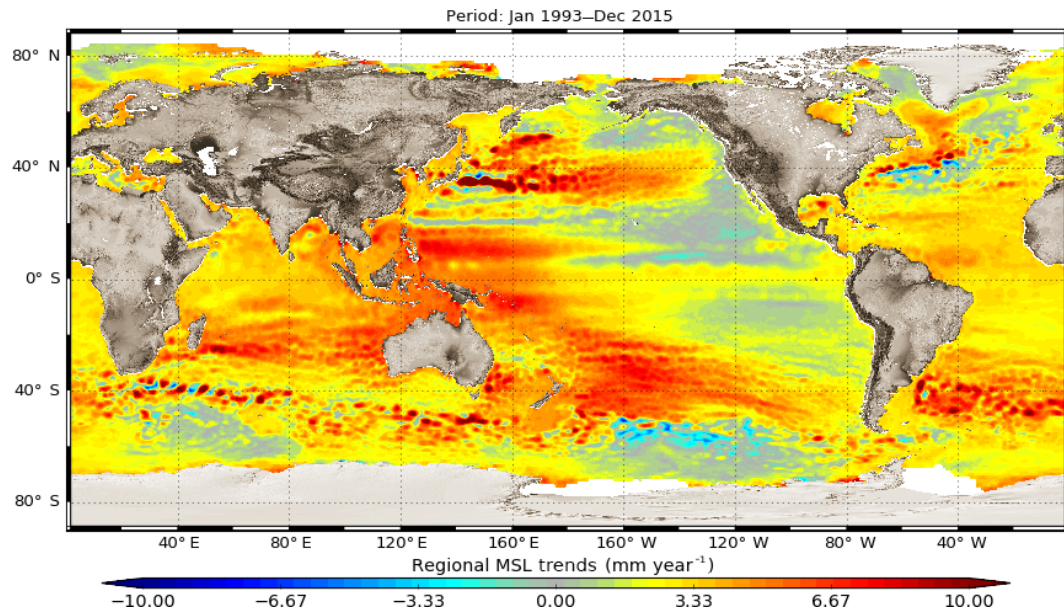 Period: Jan 1993–Dec 2015
80° N
40° N
0° S
40° S
80° S
40° E 80° E 120° E 160° W 160° W 120° W 80° W 40° W
Regional MSL trends (mm year⁻¹)
−10.00 −6.67 −3.33 0.00 3.33 6.67 10.00